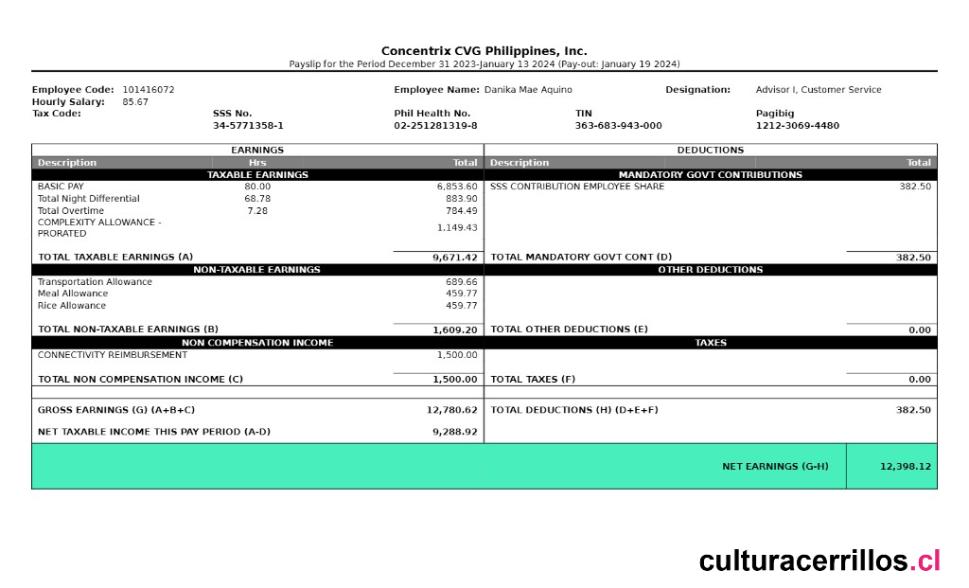 Concentrix CVG Philippines, Inc.
Payslip for the Period December 31 2023-January 13 2024 (Pay-out: January 19 2024)
Employee Code: 101416072 Employee Name: Danika Mae Aquino Designation: Advisor I, Customer Service
Hourly Salary: 85.67
Tax Code: SSS No. Phil Health No. TIN Pagibig
34-5771358-1 02-251281319-8 363-683-943-000 1212-3069-4480
EARNINGS DEDUCTIONS
Description Hrs Total Description Total
TAXABLE EARNINGS MANDATORY GOVT CONTRIBUTIONS
BASIC PAY 80.00 6,853.60 SSS CONTRIBUTION EMPLOYEE SHARE 382.50
Total Night Differential 68.78 883.90
Total Overtime 7.28 784.49
COMPLEXITY ALLOWANCE -
PRORATED 1,149.43
TOTAL TAXABLE EARNINGS (A) 9,671.42 TOTAL MANDATORY GOVT CONT (D) 382.50
NON-TAXABLE EARNINGS OTHER DEDUCTIONS
Transportation Allowance 689.66
Meal Allowance 459.77
Rice Allowance 459.77
TOTAL NON-TAXABLE EARNINGS (B) 1,609.20 TOTAL OTHER DEDUCTIONS (E) 0.00
NON COMPENSATION INCOME TAXES
CONNECTIVITY REIMBURSEMENT 1,500.00
TOTAL NON COMPENSATION INCOME (C) 1,500.00 TOTAL TAXES (F) 0.00
GROSS EARNINGS (G) (A+B+C) 12,780.62 TOTAL DEDUCTIONS (H) (D+E+F) 382.50
NET TAXABLE INCOME THIS PAY PERIOD (A-D) 9,288.92
NET EARNINGS (G-H) 12,398.12
culturacerrillos.cl